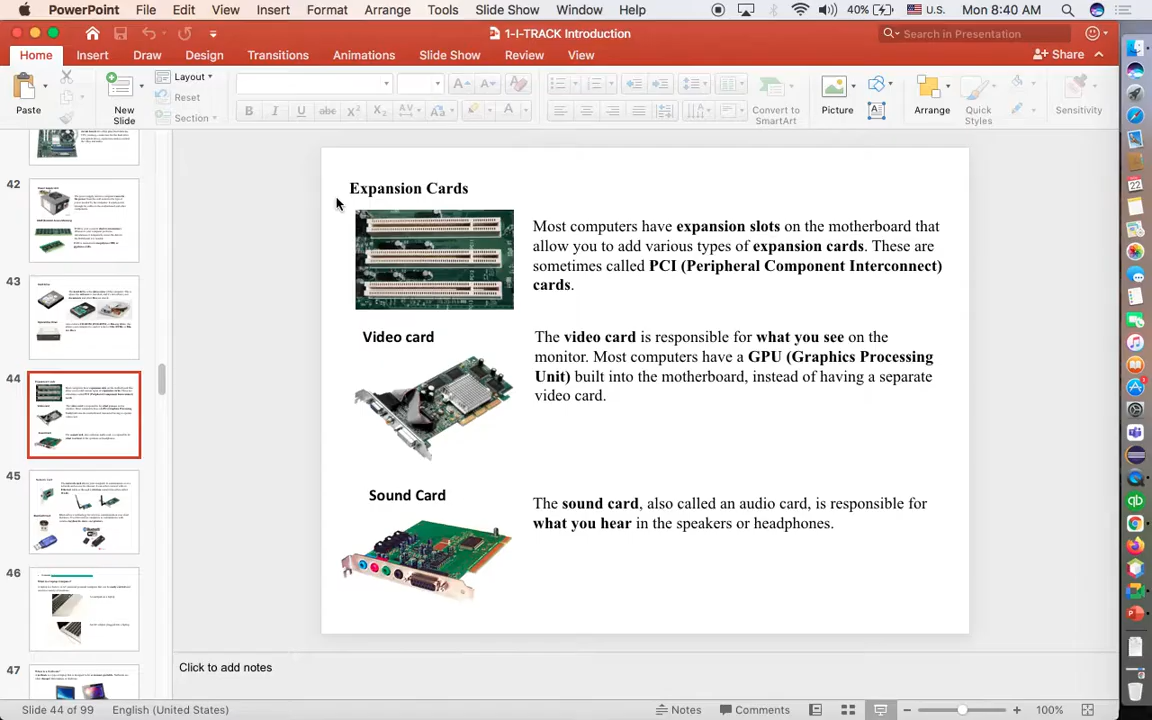 PowerPoint File Edit View Insert Format Arrange Tools Slide Show Window Help 40% U.S. Mon 8:40 AM
1-I-TRACK Introduction
Search in Presentation
Home Insert Draw Design Transitions Animations Slide Show Review View
Share
Paste
New
Slide
Layout
Reset
Section
B I U abc X² X₂ AV Aa A
Convert to
SmartArt
Picture
Arrange
Quick
Styles
Sensitivity
42
43
44
45
46
47
Expansion Cards
Most computers have expansion slots on the motherboard that
allow you to add various types of expansion cards. These are
sometimes called PCI (Peripheral Component Interconnect)
cards.
Video card
The video card is responsible for what you see on the
monitor. Most computers have a GPU (Graphics Processing
Unit) built into the motherboard, instead of having a separate
video card.
Sound Card
The sound card, also called an audio card, is responsible for
what you hear in the speakers or headphones.
Click to add notes
Slide 44 of 99 English (United States) Notes Comments 100%